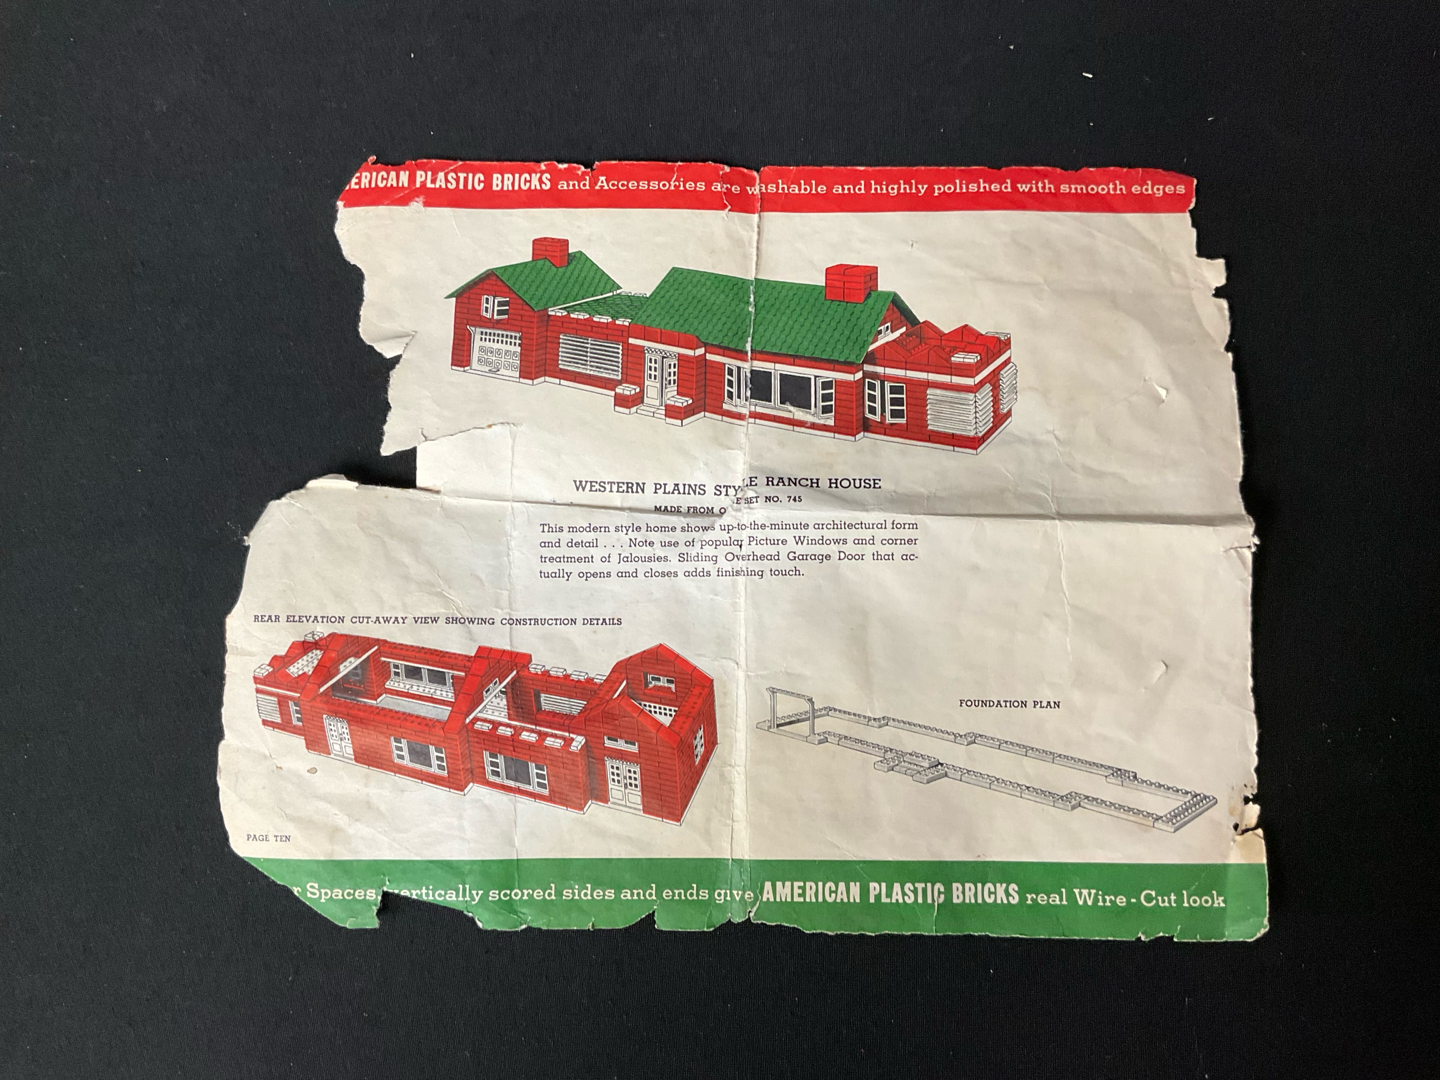 ERICAN PLASTIC BRICKS and Accessories are washable and highly polished with smooth edges
WESTERN PLAINS STYLE RANCH HOUSE
MADE FROM O E SET NO. 745
This modern style home shows up-to-the-minute architectural form
and detail . . . Note use of popular Picture Windows and corner
treatment of Jalousies. Sliding Overhead Garage Door that ac-
tually opens and closes adds finishing touch.
REAR ELEVATION CUT-AWAY VIEW SHOWING CONSTRUCTION DETAILS
FOUNDATION PLAN
PAGE TEN
r Spaces, vertically scored sides and ends give AMERICAN PLASTIC BRICKS real Wire-Cut look